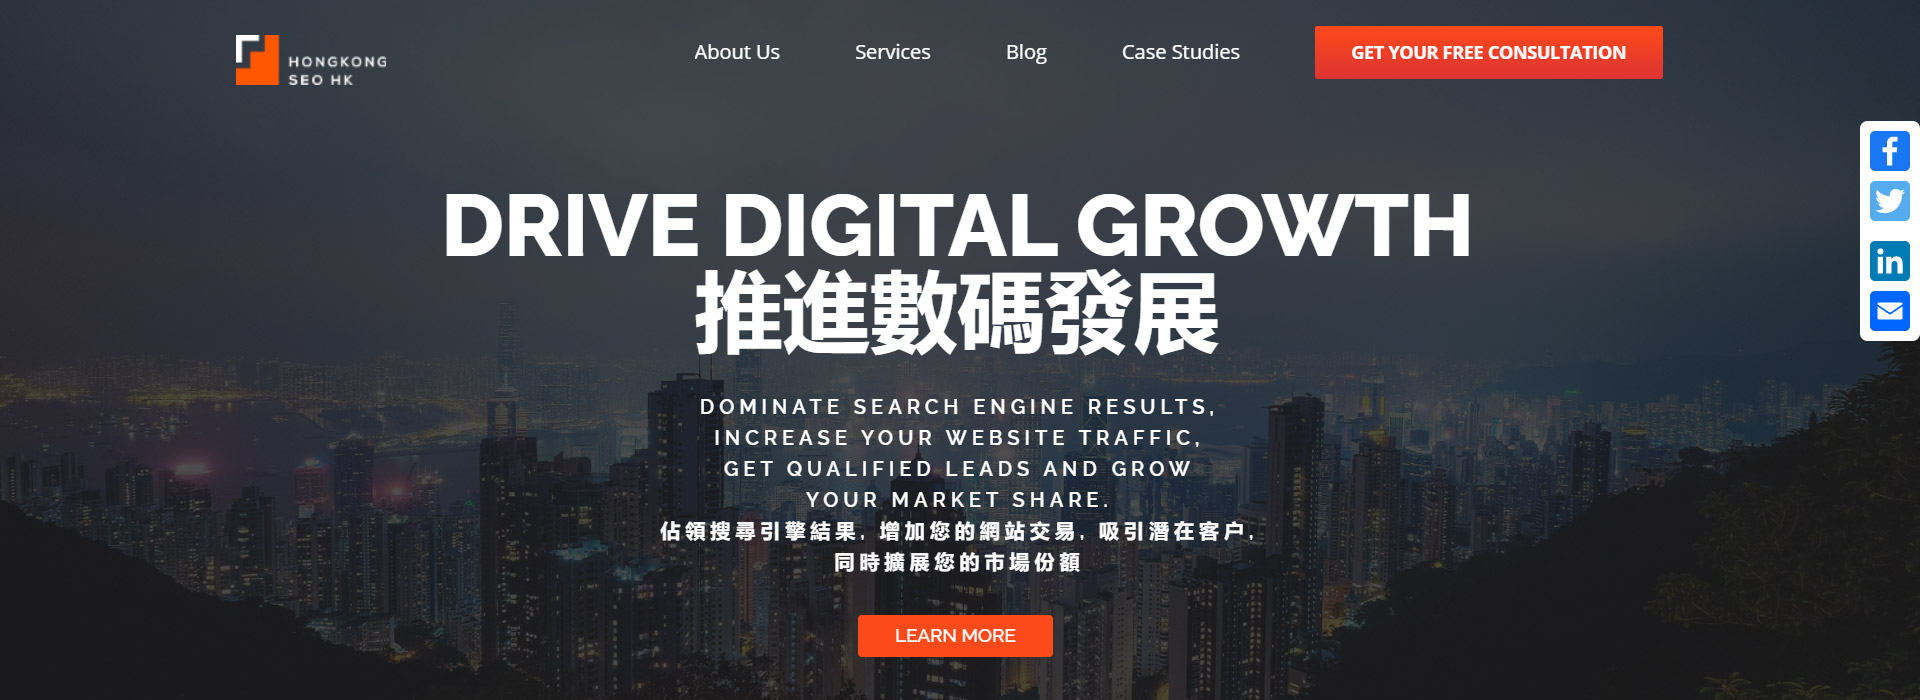 HONGKONG
SEO HK
About Us
Services
Blog
Case Studies
GET YOUR FREE CONSULTATION
DRIVE DIGITAL GROWTH
推進數碼發展
DOMINATE SEARCH ENGINE RESULTS,
INCREASE YOUR WEBSITE TRAFFIC,
GET QUALIFIED LEADS AND GROW
YOUR MARKET SHARE.
佔領搜尋引擎結果, 增加您的網站交易, 吸引潛在客户,
同時擴展您的市場份額
LEARN MORE